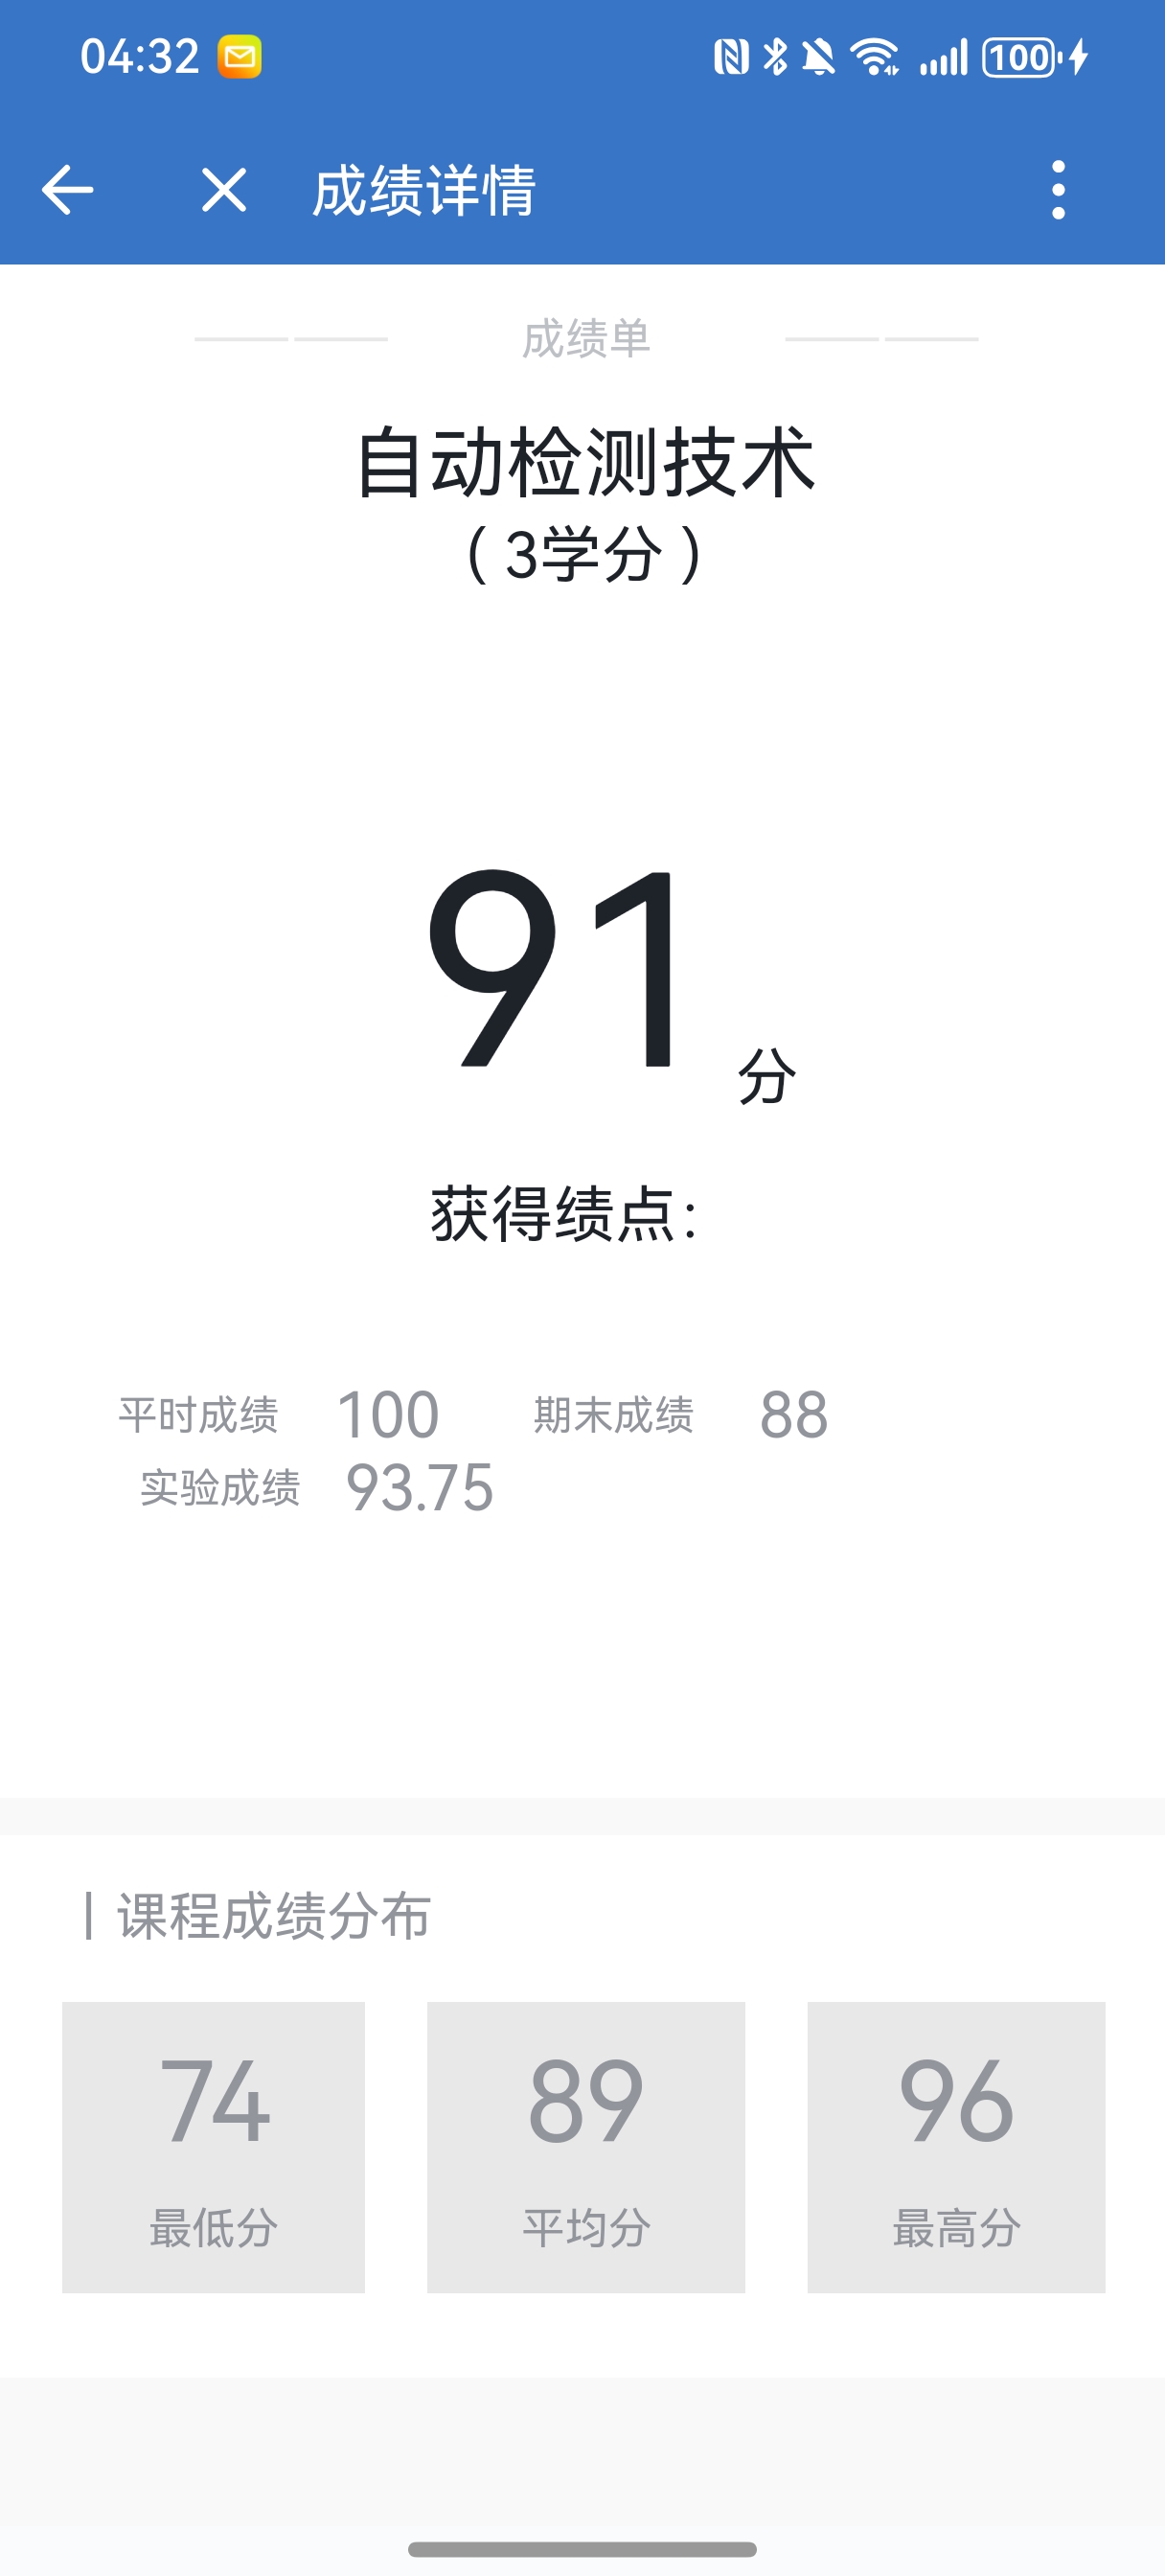 04:32 100
成绩详情
成绩单
自动检测技术
( 3学分 )
91 分
获得绩点:
平时成绩 100 期末成绩 88
实验成绩 93.75
课程成绩分布
74 89 96
最低分 平均分 最高分